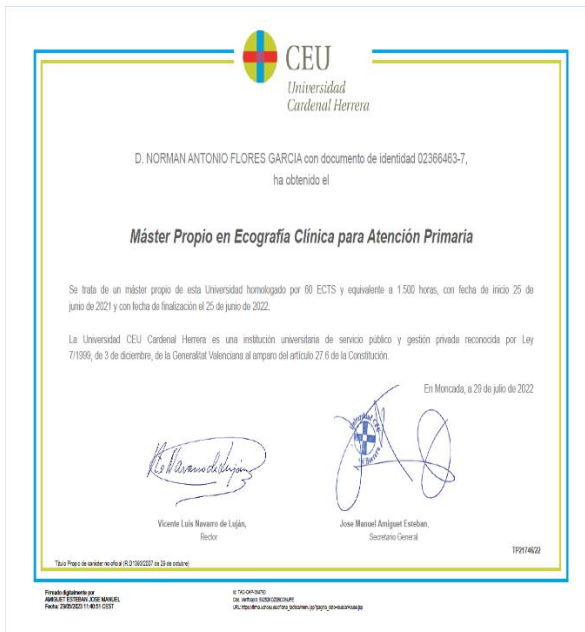 CEU
Universidad
Cardenal Herrera
D. NORMAN ANTONIO FLORES GARCIA con documento de identidad 02366463-7,
ha obtenido el
Máster Propio en Ecografía Clínica para Atención Primaria
Se trata de un máster propio de esta Universidad homologado por 60 ECTS y equivalente a 1.500 horas, con fecha de inicio 25 de
junio de 2021 y con fecha de finalización el 25 de junio de 2022.
La Universidad CEU Cardenal Herrera es una institución universitaria de servicio público y gestión privada reconocida por Ley
7/1999, de 3 de diciembre, de la Generalitat Valenciana al amparo del artículo 27.6 de la Constitución.
En Moncada, a 29 de julio de 2022
Vicente Luis Navarro de Luján,
Rector
Jose Manuel Amiguet Esteban,
Secretario General
TP21746/22
Título Propio de carácter no oficial (R.D 1393/2007 de 29 de octubre)
Firmado digitalmente por
AMIGUET ESTEBAN JOSE MANUEL